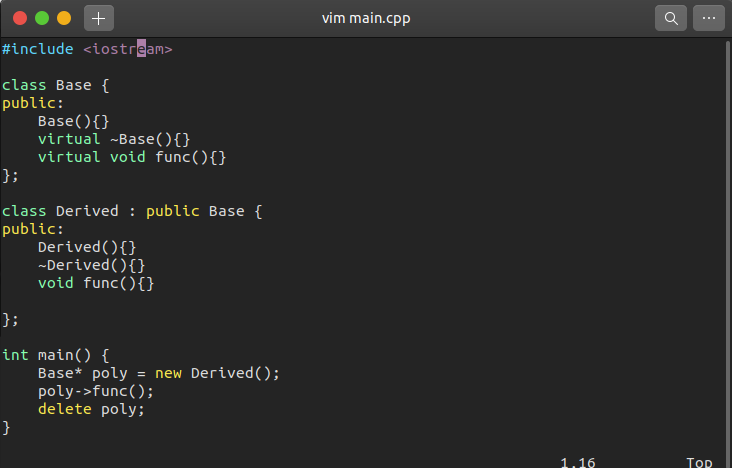 vim main.cpp
#include <iostream>

class Base {
public:
    Base(){}
    virtual ~Base(){}
    virtual void func(){}
};

class Derived : public Base {
public:
    Derived(){}
    ~Derived(){}
    void func(){}

};

int main() {
    Base* poly = new Derived();
    poly->func();
    delete poly;
}
1,16 Top